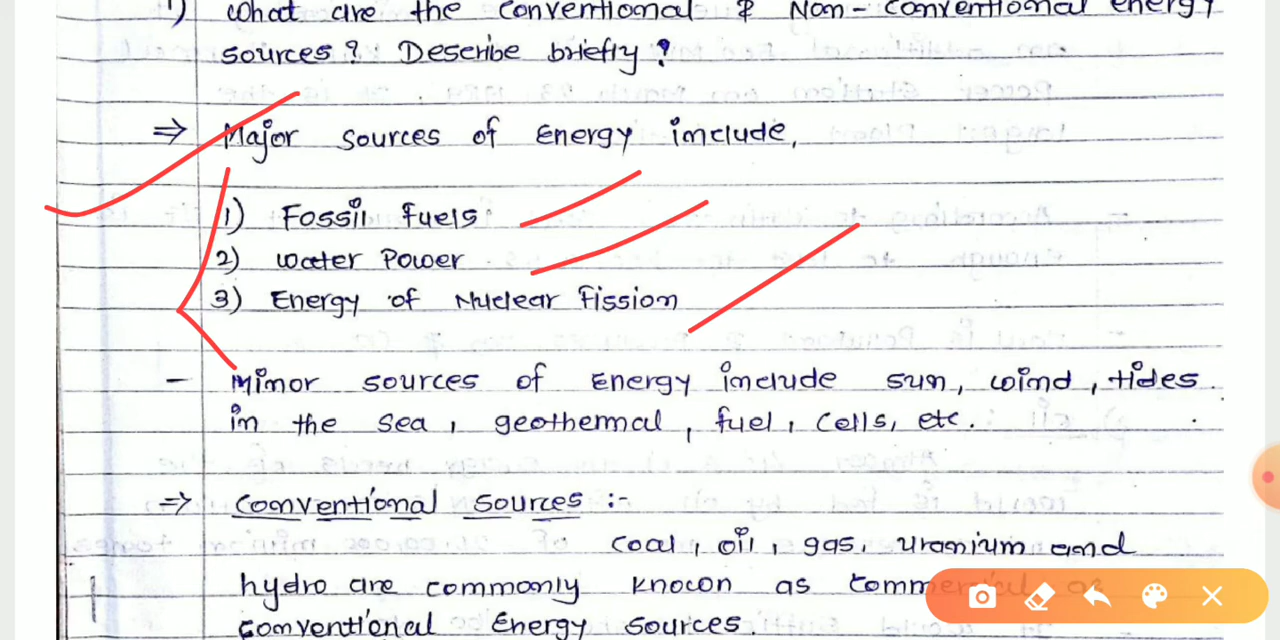 1) What are the Conventional & Non-Conventional energy
sources? Describe briefly?
⇒ Major sources of Energy include,
1) Fossil fuels
2) Water Power
3) Energy of Nuclear fission
- Minor sources of Energy include sun, wind, tides
in the sea, geothermal, fuel, cells, etc.
⇒ Conventional Sources :-
Coal, oil, gas, uranium and
hydro are commonly known as Commercial or
Conventional Energy sources.